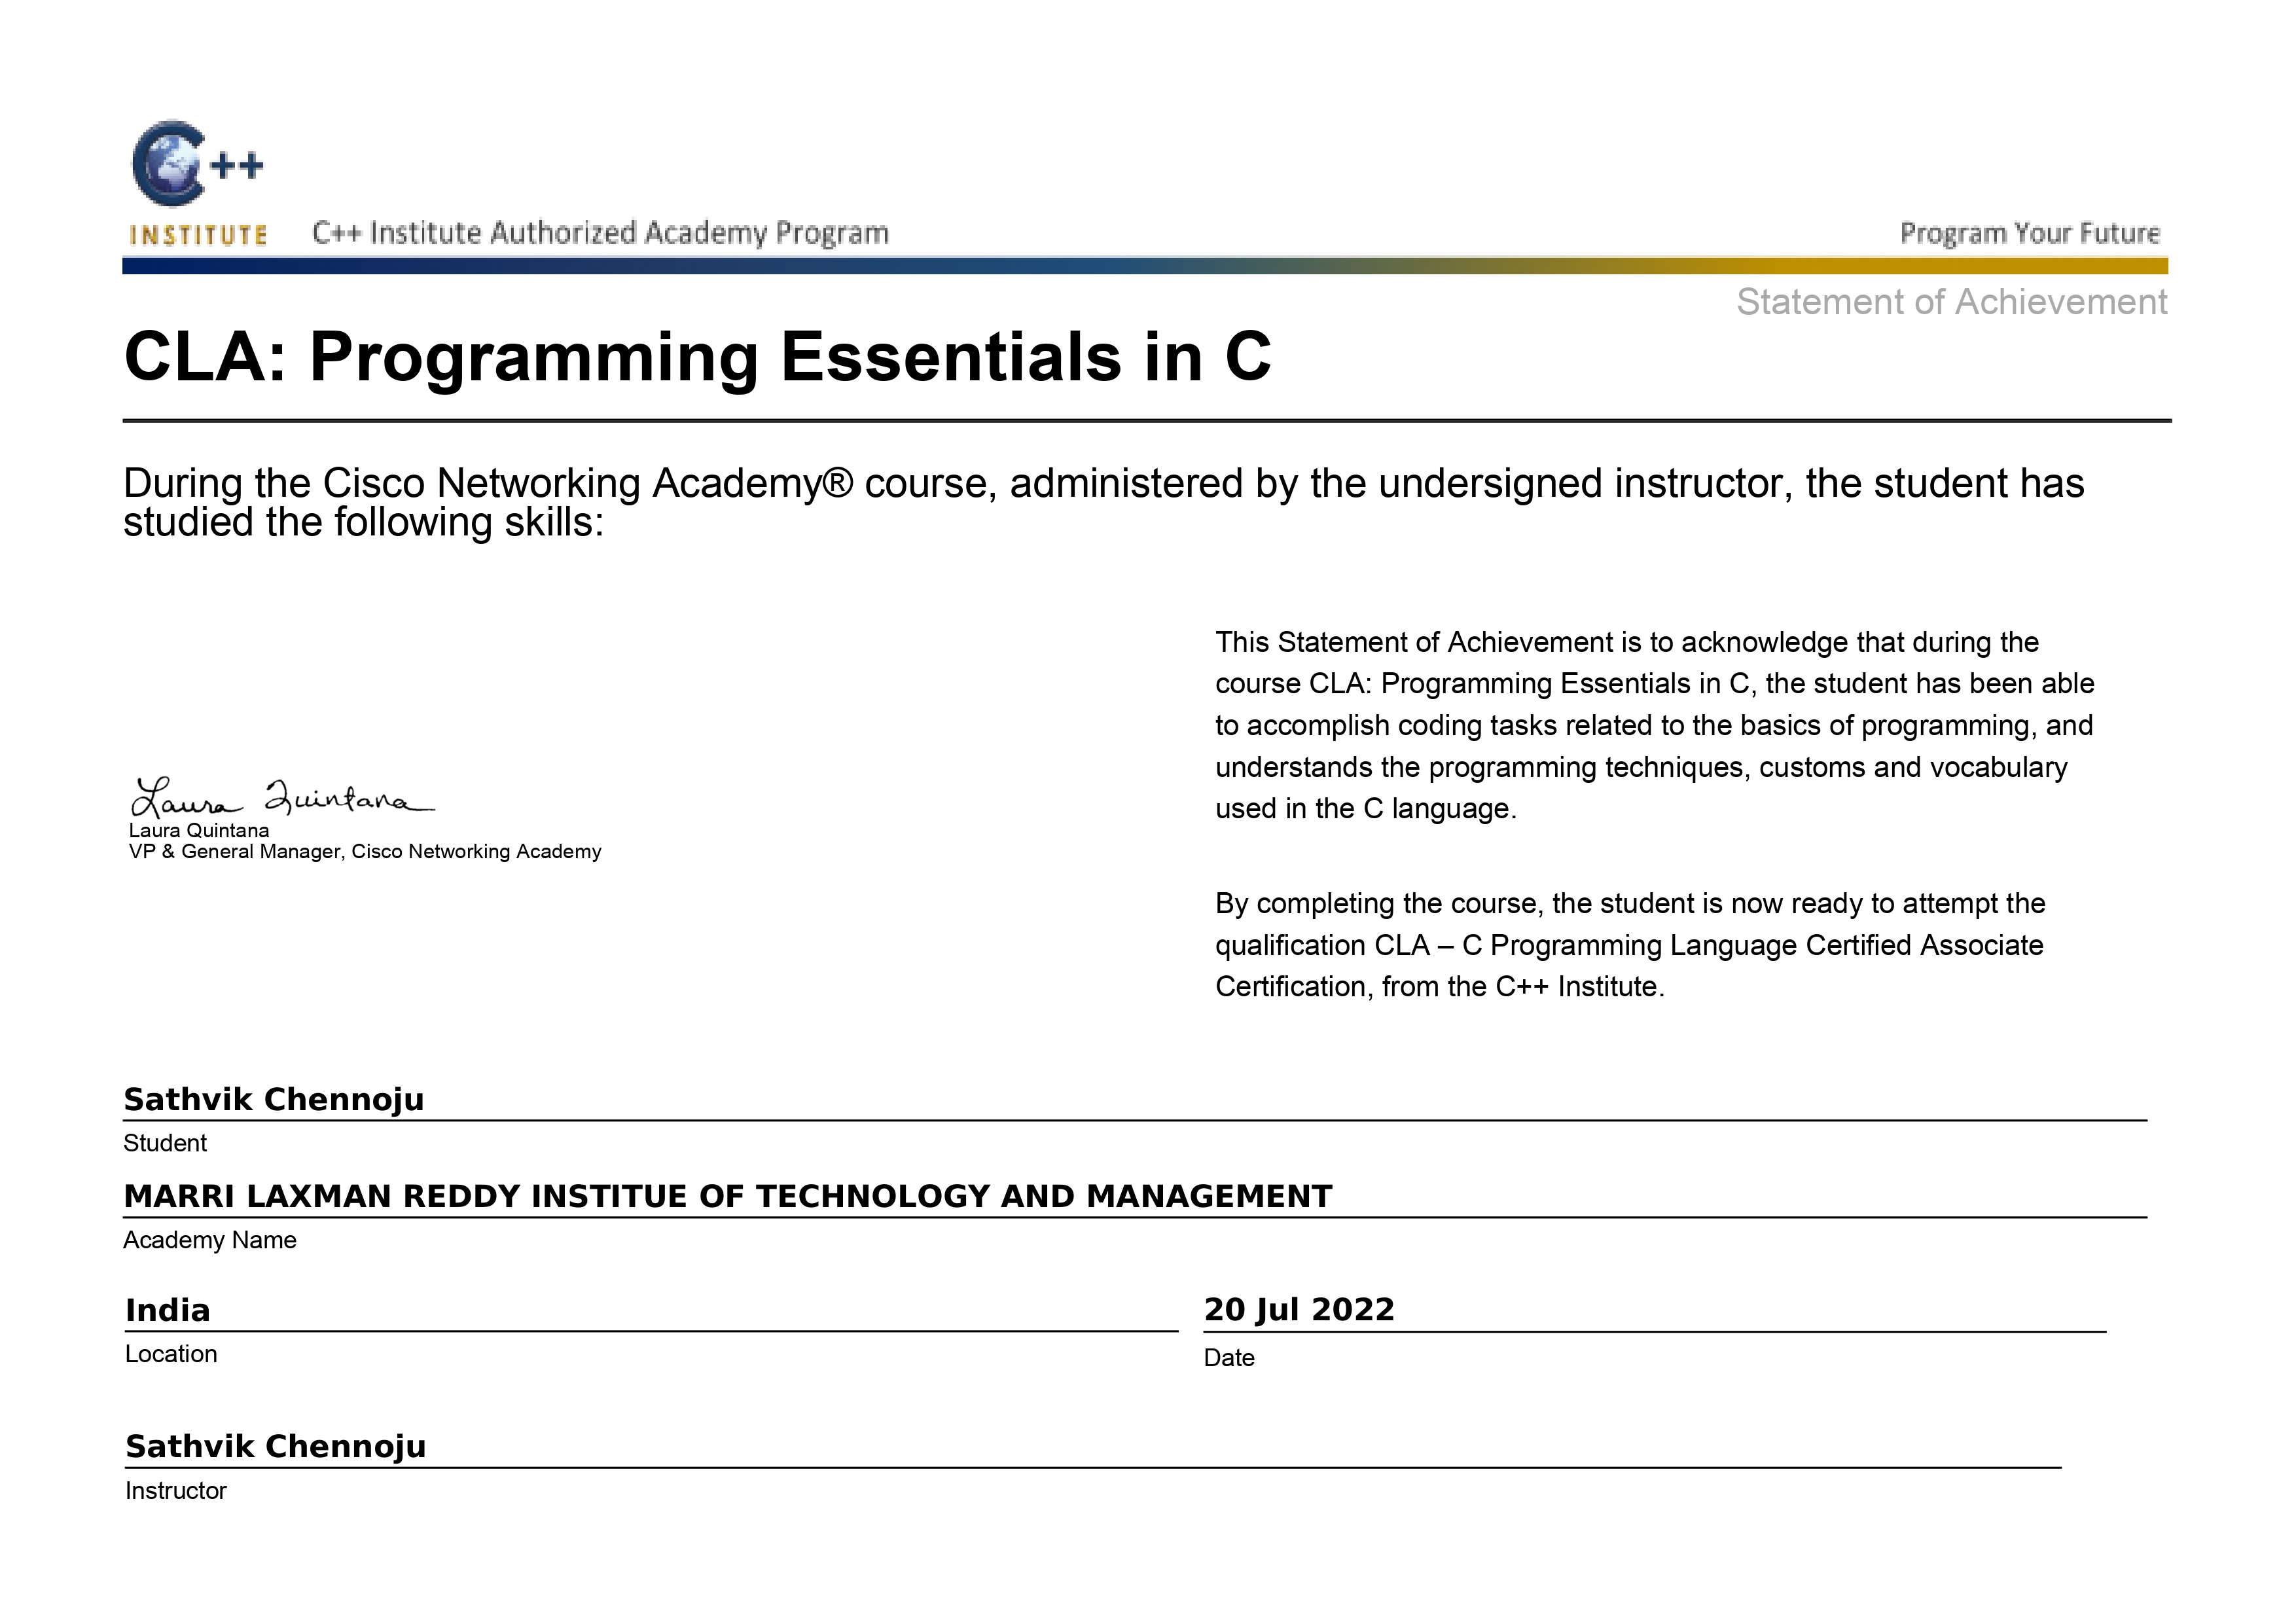 C++
INSTITUTE
C++ Institute Authorized Academy Program
Program Your Future
Statement of Achievement
CLA: Programming Essentials in C
During the Cisco Networking Academy® course, administered by the undersigned instructor, the student has
studied the following skills:
This Statement of Achievement is to acknowledge that during the
course CLA: Programming Essentials in C, the student has been able
to accomplish coding tasks related to the basics of programming, and
understands the programming techniques, customs and vocabulary
used in the C language.
Laura Quintana
Laura Quintana
VP & General Manager, Cisco Networking Academy
By completing the course, the student is now ready to attempt the
qualification CLA – C Programming Language Certified Associate
Certification, from the C++ Institute.
Sathvik Chennoju
Student
MARRI LAXMAN REDDY INSTITUE OF TECHNOLOGY AND MANAGEMENT
Academy Name
India
Location
20 Jul 2022
Date
Sathvik Chennoju
Instructor